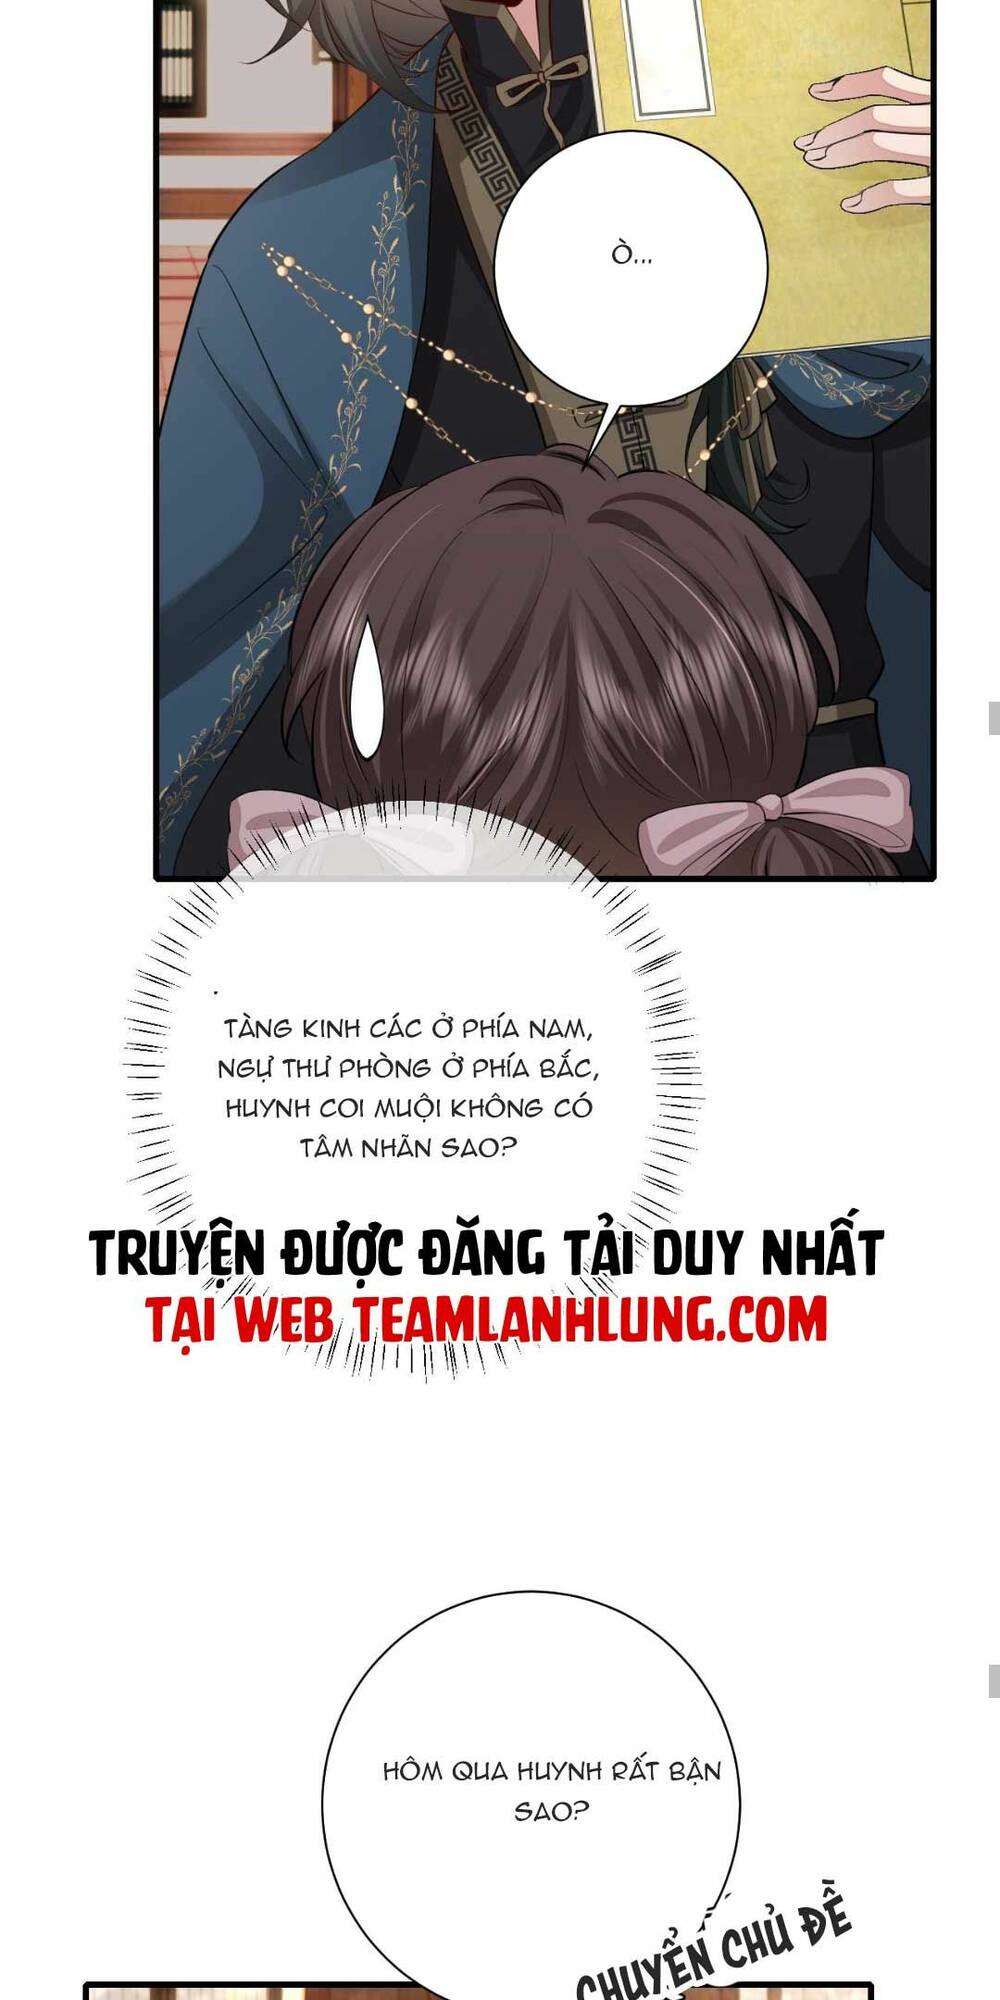 Ò...
TÀNG KINH CÁC Ở PHÍA NAM,
NGỰ THƯ PHÒNG Ở PHÍA BẮC,
HUYNH COI MUỘI KHÔNG CÓ
TÂM NHÃN SAO?
TRUYỆN ĐƯỢC ĐĂNG TẢI DUY NHẤT
TẠI WEB TEAMLANHLUNG.COM
HÔM QUA HUYNH RẤT BẬN
SAO?
CHUYỂN CHỦ ĐỀ